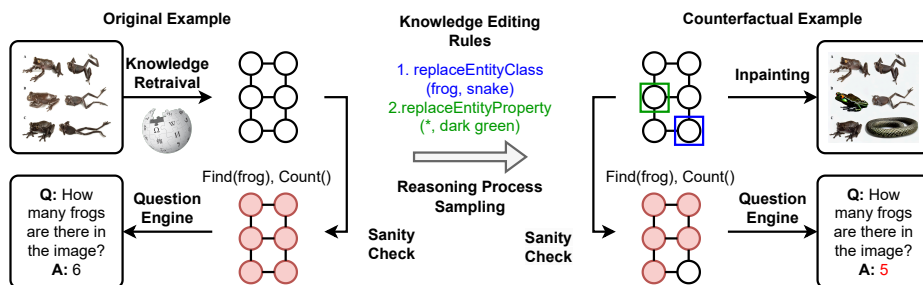 Original Example
Knowledge Editing
Rules
Counterfactual Example
Knowledge
Retraival
1. replaceEntityClass
(frog, snake)
2.replaceEntityProperty
(*, dark green)
Inpainting
Find(frog), Count()
Reasoning Process
Sampling
Find(frog), Count()
Q: How
many frogs
are there in
the image?
A: 6
Question
Engine
Sanity
Check
Sanity
Check
Question
Engine
Q: How
many frogs
are there in
the image?
A: 5